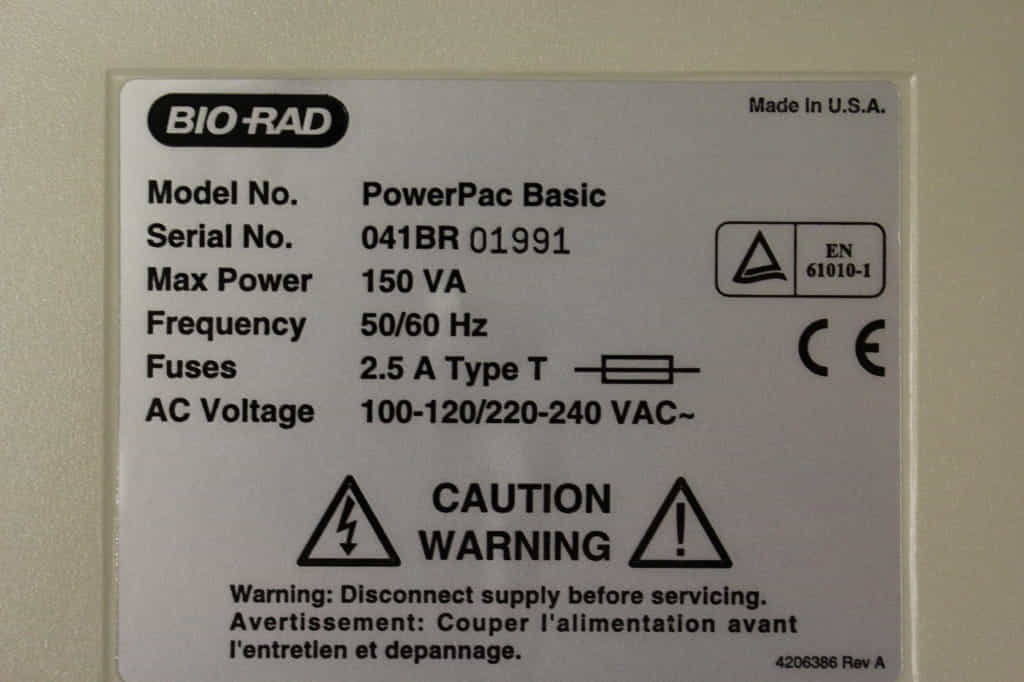 BIO-RAD
Made in U.S.A.
Model No. PowerPac Basic
Serial No. 041BR 01991
Max Power 150 VA
Frequency 50/60 Hz
Fuses 2.5 A Type T
AC Voltage 100-120/220-240 VAC~
EN
61010-1
CE
CAUTION
WARNING
Warning: Disconnect supply before servicing.
Avertissement: Couper l'alimentation avant
l'entretien et depannage.
4206386 Rev A